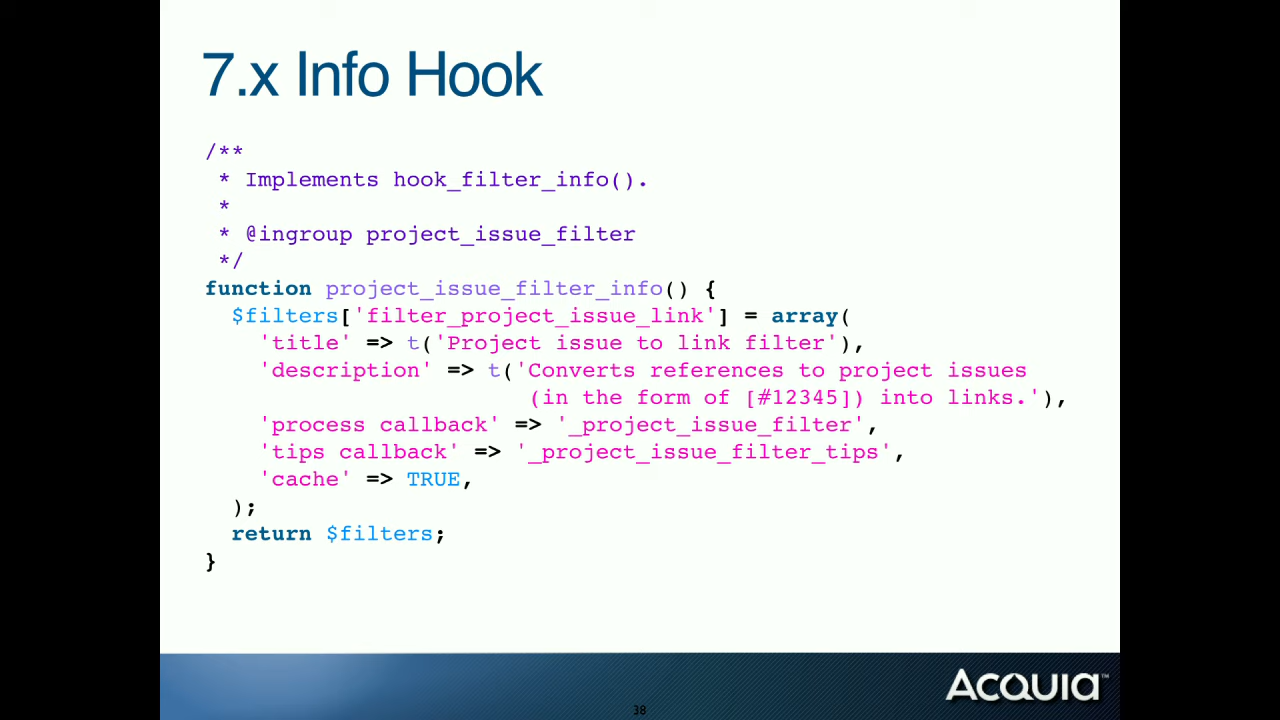 7.x Info Hook
/**
 * Implements hook_filter_info().
 *
 * @ingroup project_issue_filter
 */
function project_issue_filter_info() {
  $filters['filter_project_issue_link'] = array(
    'title' => t('Project issue to link filter'),
    'description' => t('Converts references to project issues
                        (in the form of [#12345]) into links.'),
    'process callback' => '_project_issue_filter',
    'tips callback' => '_project_issue_filter_tips',
    'cache' => TRUE,
  );
  return $filters;
}
ACQUIA™
38